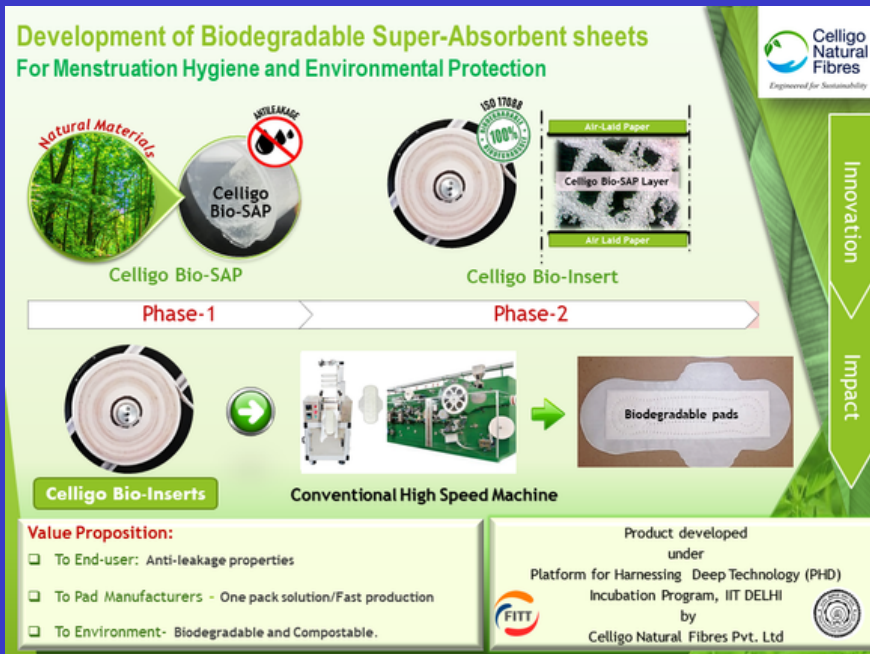 Development of Biodegradable Super-Absorbent sheets
For Menstruation Hygiene and Environmental Protection
Celligo
Natural
Fibres
Engineered for Sustainability
Natural Materials
ANTILEAKAGE
Celligo
Bio-SAP
Celligo Bio-SAP
ISO 17088
100%
BIODEGRADABLE
BIODEGRADABLE
Air-Laid Paper
Celligo Bio-SAP Layer
Air Laid Paper
Celligo Bio-Insert
Innovation
Phase-1
Phase-2
Impact
Celligo Bio-Inserts
Conventional High Speed Machine
Biodegradable pads
Value Proposition:
To End-user: Anti-leakage properties
To Pad Manufacturers - One pack solution/Fast production
To Environment- Biodegradable and Compostable.
Product developed
under
Platform for Harnessing Deep Technology (PHD)
Incubation Program, IIT DELHI
by
Celligo Natural Fibres Pvt. Ltd
FITT